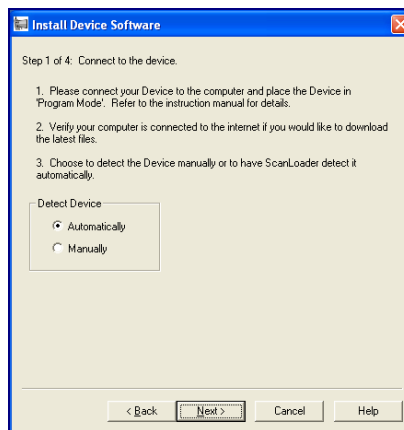 Install Device Software
Step 1 of 4:  Connect to the device.
1.  Please connect your Device to the computer and place the Device in
'Program Mode'.  Refer to the instruction manual for details.
2.  Verify your computer is connected to the internet if you would like to download
the latest files.
3.  Choose to detect the Device manually or to have ScanLoader detect it
automatically.
Detect Device
Automatically
Manually
< Back
Next >
Cancel
Help